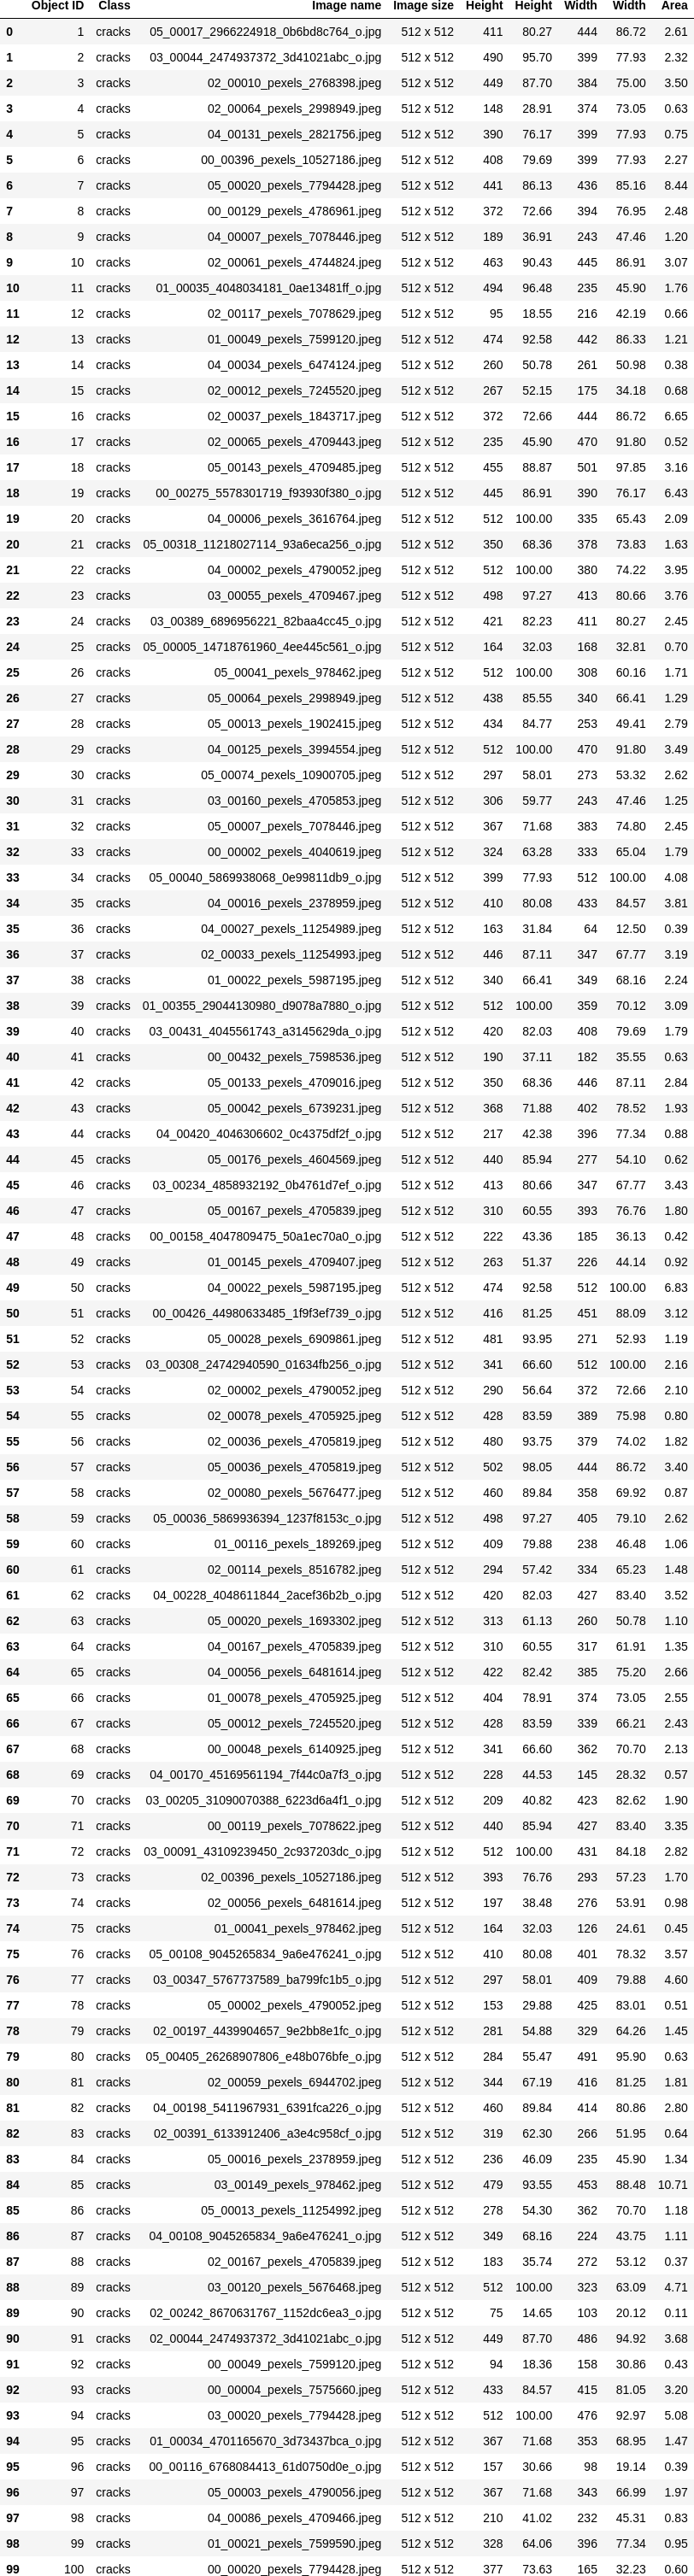 Object ID Class Image name Image size Height Height Width Width Area
0 1 cracks 05_00017_2966224918_0b6bd8c764_o.jpg 512 x 512 411 80.27 444 86.72 2.61
1 2 cracks 03_00044_2474937372_3d41021abc_o.jpg 512 x 512 490 95.70 399 77.93 2.32
2 3 cracks 02_00010_pexels_2768398.jpeg 512 x 512 449 87.70 384 75.00 3.50
3 4 cracks 02_00064_pexels_2998949.jpeg 512 x 512 148 28.91 374 73.05 0.63
4 5 cracks 04_00131_pexels_2821756.jpeg 512 x 512 390 76.17 399 77.93 0.75
5 6 cracks 00_00396_pexels_10527186.jpeg 512 x 512 408 79.69 399 77.93 2.27
6 7 cracks 05_00020_pexels_7794428.jpeg 512 x 512 441 86.13 436 85.16 8.44
7 8 cracks 00_00129_pexels_4786961.jpeg 512 x 512 372 72.66 394 76.95 2.48
8 9 cracks 04_00007_pexels_7078446.jpeg 512 x 512 189 36.91 243 47.46 1.20
9 10 cracks 02_00061_pexels_4744824.jpeg 512 x 512 463 90.43 445 86.91 3.07
10 11 cracks 01_00035_4048034181_0ae13481ff_o.jpg 512 x 512 494 96.48 235 45.90 1.76
11 12 cracks 02_00117_pexels_7078629.jpeg 512 x 512 95 18.55 216 42.19 0.66
12 13 cracks 01_00049_pexels_7599120.jpeg 512 x 512 474 92.58 442 86.33 1.21
13 14 cracks 04_00034_pexels_6474124.jpeg 512 x 512 260 50.78 261 50.98 0.38
14 15 cracks 02_00012_pexels_7245520.jpeg 512 x 512 267 52.15 175 34.18 0.68
15 16 cracks 02_00037_pexels_1843717.jpeg 512 x 512 372 72.66 444 86.72 6.65
16 17 cracks 02_00065_pexels_4709443.jpeg 512 x 512 235 45.90 470 91.80 0.52
17 18 cracks 05_00143_pexels_4709485.jpeg 512 x 512 455 88.87 501 97.85 3.16
18 19 cracks 00_00275_5578301719_f93930f380_o.jpg 512 x 512 445 86.91 390 76.17 6.43
19 20 cracks 04_00006_pexels_3616764.jpeg 512 x 512 512 100.00 335 65.43 2.09
20 21 cracks 05_00318_11218027114_93a6eca256_o.jpg 512 x 512 350 68.36 378 73.83 1.63
21 22 cracks 04_00002_pexels_4790052.jpeg 512 x 512 512 100.00 380 74.22 3.95
22 23 cracks 03_00055_pexels_4709467.jpeg 512 x 512 498 97.27 413 80.66 3.76
23 24 cracks 03_00389_6896956221_82baa4cc45_o.jpg 512 x 512 421 82.23 411 80.27 2.45
24 25 cracks 05_00005_14718761960_4ee445c561_o.jpg 512 x 512 164 32.03 168 32.81 0.70
25 26 cracks 05_00041_pexels_978462.jpeg 512 x 512 512 100.00 308 60.16 1.71
26 27 cracks 05_00064_pexels_2998949.jpeg 512 x 512 438 85.55 340 66.41 1.29
27 28 cracks 05_00013_pexels_1902415.jpeg 512 x 512 434 84.77 253 49.41 2.79
28 29 cracks 04_00125_pexels_3994554.jpeg 512 x 512 512 100.00 470 91.80 3.49
29 30 cracks 05_00074_pexels_10900705.jpeg 512 x 512 297 58.01 273 53.32 2.62
30 31 cracks 03_00160_pexels_4705853.jpeg 512 x 512 306 59.77 243 47.46 1.25
31 32 cracks 05_00007_pexels_7078446.jpeg 512 x 512 367 71.68 383 74.80 2.45
32 33 cracks 00_00002_pexels_4040619.jpeg 512 x 512 324 63.28 333 65.04 1.79
33 34 cracks 05_00040_5869938068_0e99811db9_o.jpg 512 x 512 399 77.93 512 100.00 4.08
34 35 cracks 04_00016_pexels_2378959.jpeg 512 x 512 410 80.08 433 84.57 3.81
35 36 cracks 04_00027_pexels_11254989.jpeg 512 x 512 163 31.84 64 12.50 0.39
36 37 cracks 02_00033_pexels_11254993.jpeg 512 x 512 446 87.11 347 67.77 3.19
37 38 cracks 01_00022_pexels_5987195.jpeg 512 x 512 340 66.41 349 68.16 2.24
38 39 cracks 01_00355_29044130980_d9078a7880_o.jpg 512 x 512 512 100.00 359 70.12 3.09
39 40 cracks 03_00431_4045561743_a3145629da_o.jpg 512 x 512 420 82.03 408 79.69 1.79
40 41 cracks 00_00432_pexels_7598536.jpeg 512 x 512 190 37.11 182 35.55 0.63
41 42 cracks 05_00133_pexels_4709016.jpeg 512 x 512 350 68.36 446 87.11 2.84
42 43 cracks 05_00042_pexels_6739231.jpeg 512 x 512 368 71.88 402 78.52 1.93
43 44 cracks 04_00420_4046306602_0c4375df2f_o.jpg 512 x 512 217 42.38 396 77.34 0.88
44 45 cracks 05_00176_pexels_4604569.jpeg 512 x 512 440 85.94 277 54.10 0.62
45 46 cracks 03_00234_4858932192_0b4761d7ef_o.jpg 512 x 512 413 80.66 347 67.77 3.43
46 47 cracks 05_00167_pexels_4705839.jpeg 512 x 512 310 60.55 393 76.76 1.80
47 48 cracks 00_00158_4047809475_50a1ec70a0_o.jpg 512 x 512 222 43.36 185 36.13 0.42
48 49 cracks 01_00145_pexels_4709407.jpeg 512 x 512 263 51.37 226 44.14 0.92
49 50 cracks 04_00022_pexels_5987195.jpeg 512 x 512 474 92.58 512 100.00 6.83
50 51 cracks 00_00426_44980633485_1f9f3ef739_o.jpg 512 x 512 416 81.25 451 88.09 3.12
51 52 cracks 05_00028_pexels_6909861.jpeg 512 x 512 481 93.95 271 52.93 1.19
52 53 cracks 03_00308_24742940590_01634fb256_o.jpg 512 x 512 341 66.60 512 100.00 2.16
53 54 cracks 02_00002_pexels_4790052.jpeg 512 x 512 290 56.64 372 72.66 2.10
54 55 cracks 02_00078_pexels_4705925.jpeg 512 x 512 428 83.59 389 75.98 0.80
55 56 cracks 02_00036_pexels_4705819.jpeg 512 x 512 480 93.75 379 74.02 1.82
56 57 cracks 05_00036_pexels_4705819.jpeg 512 x 512 502 98.05 444 86.72 3.40
57 58 cracks 02_00080_pexels_5676477.jpeg 512 x 512 460 89.84 358 69.92 0.87
58 59 cracks 05_00036_5869936394_1237f8153c_o.jpg 512 x 512 498 97.27 405 79.10 2.62
59 60 cracks 01_00116_pexels_189269.jpeg 512 x 512 409 79.88 238 46.48 1.06
60 61 cracks 02_00114_pexels_8516782.jpeg 512 x 512 294 57.42 334 65.23 1.48
61 62 cracks 04_00228_4048611844_2acef36b2b_o.jpg 512 x 512 420 82.03 427 83.40 3.52
62 63 cracks 05_00020_pexels_1693302.jpeg 512 x 512 313 61.13 260 50.78 1.10
63 64 cracks 04_00167_pexels_4705839.jpeg 512 x 512 310 60.55 317 61.91 1.35
64 65 cracks 04_00056_pexels_6481614.jpeg 512 x 512 422 82.42 385 75.20 2.66
65 66 cracks 01_00078_pexels_4705925.jpeg 512 x 512 404 78.91 374 73.05 2.55
66 67 cracks 05_00012_pexels_7245520.jpeg 512 x 512 428 83.59 339 66.21 2.43
67 68 cracks 00_00048_pexels_6140925.jpeg 512 x 512 341 66.60 362 70.70 2.13
68 69 cracks 04_00170_45169561194_7f44c0a7f3_o.jpg 512 x 512 228 44.53 145 28.32 0.57
69 70 cracks 03_00205_31090070388_6223d6a4f1_o.jpg 512 x 512 209 40.82 423 82.62 1.90
70 71 cracks 00_00119_pexels_7078622.jpeg 512 x 512 440 85.94 427 83.40 3.35
71 72 cracks 03_00091_43109239450_2c937203dc_o.jpg 512 x 512 512 100.00 431 84.18 2.82
72 73 cracks 02_00396_pexels_10527186.jpeg 512 x 512 393 76.76 293 57.23 1.70
73 74 cracks 02_00056_pexels_6481614.jpeg 512 x 512 197 38.48 276 53.91 0.98
74 75 cracks 01_00041_pexels_978462.jpeg 512 x 512 164 32.03 126 24.61 0.45
75 76 cracks 05_00108_9045265834_9a6e476241_o.jpg 512 x 512 410 80.08 401 78.32 3.57
76 77 cracks 03_00347_5767737589_ba799fc1b5_o.jpg 512 x 512 297 58.01 409 79.88 4.60
77 78 cracks 05_00002_pexels_4790052.jpeg 512 x 512 153 29.88 425 83.01 0.51
78 79 cracks 02_00197_4439904657_9e2bb8e1fc_o.jpg 512 x 512 281 54.88 329 64.26 1.45
79 80 cracks 05_00405_26268907806_e48b076bfe_o.jpg 512 x 512 284 55.47 491 95.90 0.63
80 81 cracks 02_00059_pexels_6944702.jpeg 512 x 512 344 67.19 416 81.25 1.81
81 82 cracks 04_00198_5411967931_6391fca226_o.jpg 512 x 512 460 89.84 414 80.86 2.80
82 83 cracks 02_00391_6133912406_a3e4c958cf_o.jpg 512 x 512 319 62.30 266 51.95 0.64
83 84 cracks 05_00016_pexels_2378959.jpeg 512 x 512 236 46.09 235 45.90 1.34
84 85 cracks 03_00149_pexels_978462.jpeg 512 x 512 479 93.55 453 88.48 10.71
85 86 cracks 05_00013_pexels_11254992.jpeg 512 x 512 278 54.30 362 70.70 1.18
86 87 cracks 04_00108_9045265834_9a6e476241_o.jpg 512 x 512 349 68.16 224 43.75 1.11
87 88 cracks 02_00167_pexels_4705839.jpeg 512 x 512 183 35.74 272 53.12 0.37
88 89 cracks 03_00120_pexels_5676468.jpeg 512 x 512 512 100.00 323 63.09 4.71
89 90 cracks 02_00242_8670631767_1152dc6ea3_o.jpg 512 x 512 75 14.65 103 20.12 0.11
90 91 cracks 02_00044_2474937372_3d41021abc_o.jpg 512 x 512 449 87.70 486 94.92 3.68
91 92 cracks 00_00049_pexels_7599120.jpeg 512 x 512 94 18.36 158 30.86 0.43
92 93 cracks 00_00004_pexels_7575660.jpeg 512 x 512 433 84.57 415 81.05 3.20
93 94 cracks 03_00020_pexels_7794428.jpeg 512 x 512 512 100.00 476 92.97 5.08
94 95 cracks 01_00034_4701165670_3d73437bca_o.jpg 512 x 512 367 71.68 353 68.95 1.47
95 96 cracks 00_00116_6768084413_61d0750d0e_o.jpg 512 x 512 157 30.66 98 19.14 0.39
96 97 cracks 05_00003_pexels_4790056.jpeg 512 x 512 367 71.68 343 66.99 1.97
97 98 cracks 04_00086_pexels_4709466.jpeg 512 x 512 210 41.02 232 45.31 0.83
98 99 cracks 01_00021_pexels_7599590.jpeg 512 x 512 328 64.06 396 77.34 0.95
99 100 cracks 00_00020_pexels_7794428.jpeg 512 x 512 377 73.63 165 32.23 0.60